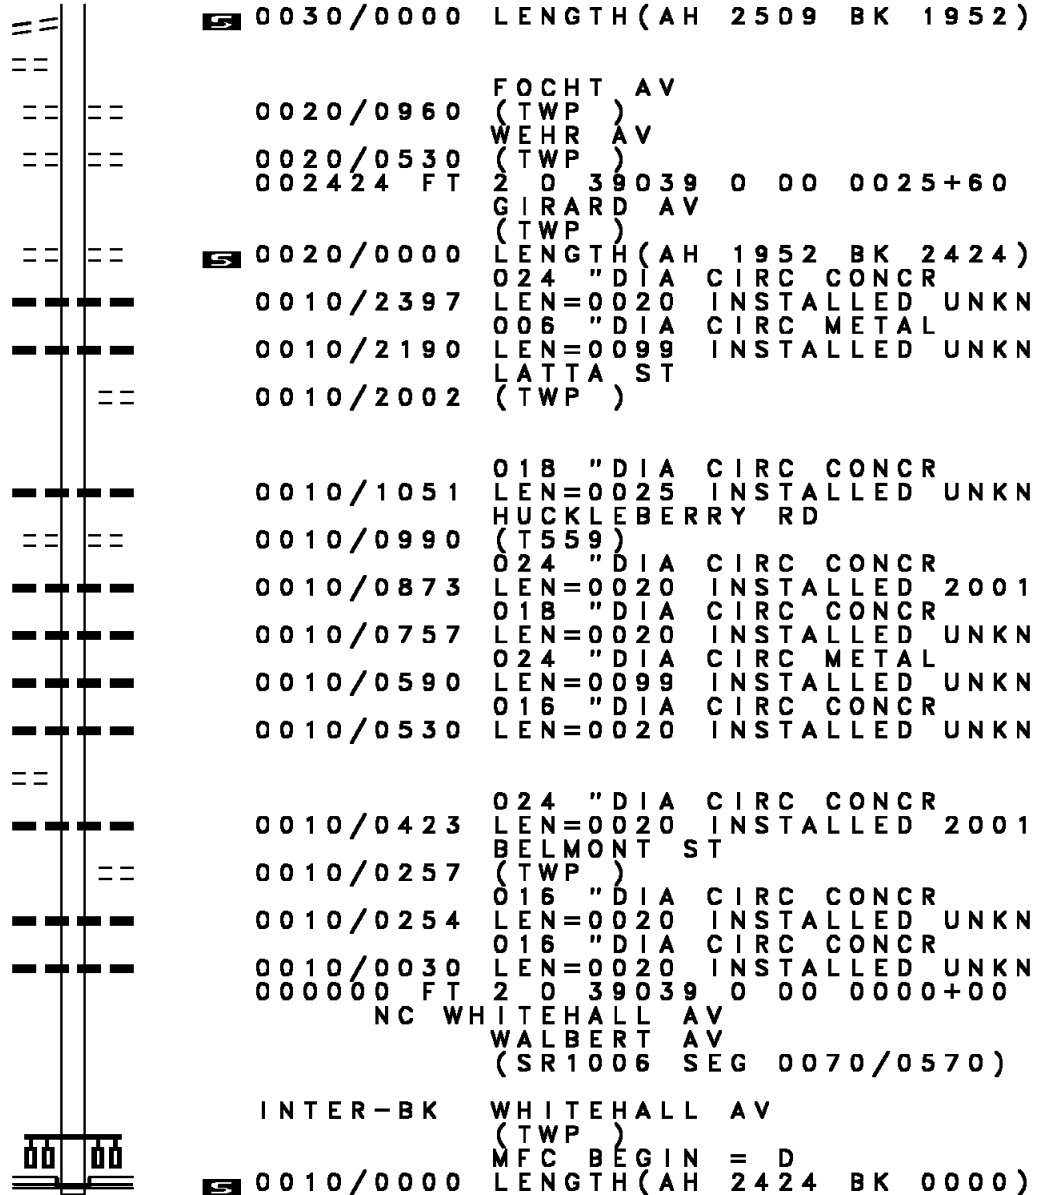 S 0030/0000 LENGTH(AH 2509 BK 1952)
FOCHT AV
0020/0960 (TWP )
WEHR AV
0020/0530 (TWP )
002424 FT 2 0 39039 0 00 0025+60
GIRARD AV
(TWP )
S 0020/0000 LENGTH(AH 1952 BK 2424)
024 "DIA CIRC CONCR
0010/2397 LEN=0020 INSTALLED UNKN
006 "DIA CIRC METAL
0010/2190 LEN=0099 INSTALLED UNKN
LATTA ST
0010/2002 (TWP )
018 "DIA CIRC CONCR
0010/1051 LEN=0025 INSTALLED UNKN
HUCKLEBERRY RD
0010/0990 (T559)
024 "DIA CIRC CONCR
0010/0873 LEN=0020 INSTALLED 2001
018 "DIA CIRC CONCR
0010/0757 LEN=0020 INSTALLED UNKN
024 "DIA CIRC METAL
0010/0590 LEN=0099 INSTALLED UNKN
016 "DIA CIRC CONCR
0010/0530 LEN=0020 INSTALLED UNKN
024 "DIA CIRC CONCR
0010/0423 LEN=0020 INSTALLED 2001
BELMONT ST
0010/0257 (TWP )
016 "DIA CIRC CONCR
0010/0254 LEN=0020 INSTALLED UNKN
016 "DIA CIRC CONCR
0010/0030 LEN=0020 INSTALLED UNKN
000000 FT 2 0 39039 0 00 0000+00
NC WHITEHALL AV
WALBERT AV
(SR1006 SEG 0070/0570)
INTER-BK WHITEHALL AV
(TWP )
MFC BEGIN = D
S 0010/0000 LENGTH(AH 2424 BK 0000)